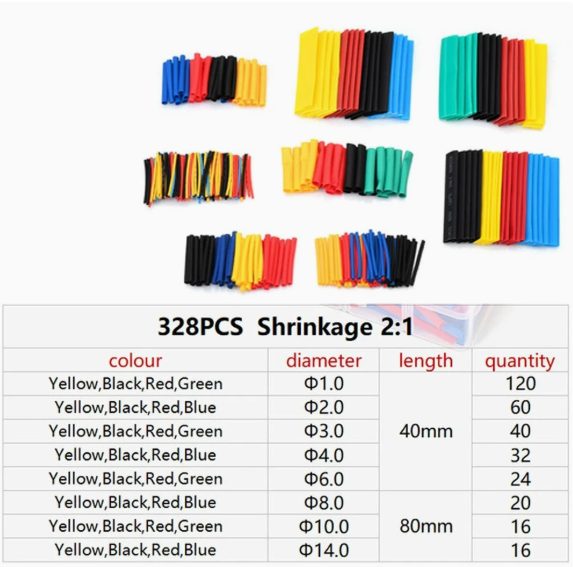 328PCS Shrinkage 2:1
colour diameter length quantity
Yellow,Black,Red,Green Φ1.0 120
Yellow,Black,Red,Blue Φ2.0 60
Yellow,Black,Red,Green Φ3.0 40mm 40
Yellow,Black,Red,Blue Φ4.0 32
Yellow,Black,Red,Green Φ6.0 24
Yellow,Black,Red,Blue Φ8.0 20
Yellow,Black,Red,Green Φ10.0 80mm 16
Yellow,Black,Red,Blue Φ14.0 16